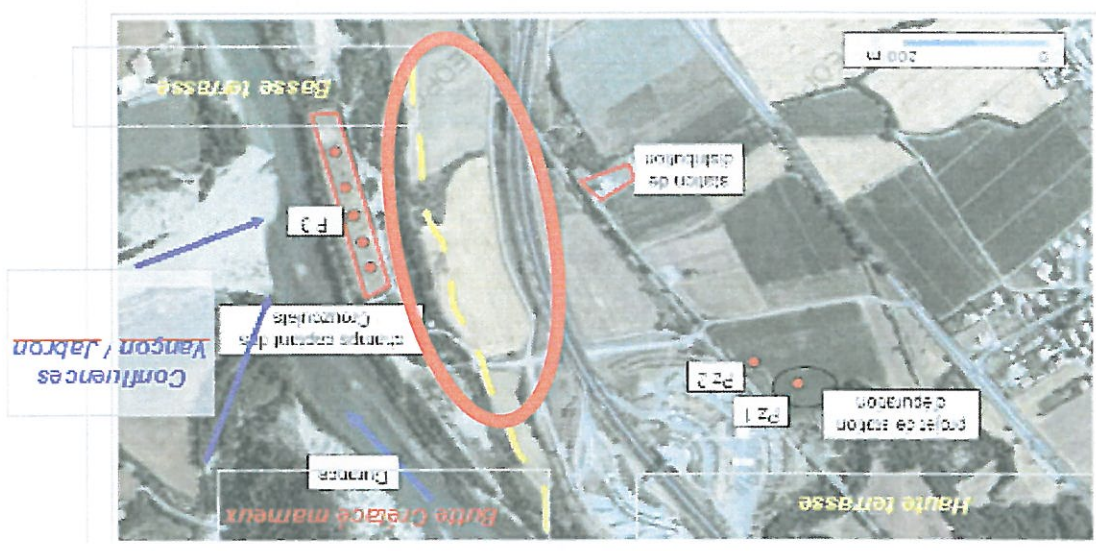 Haute terrasse
Butte Crétacé marneux
Durance
projet de station
d'épuration
Pz 1
Pz 2
Confluences
Vançon / Jabron
champs captant des
F 3
station de
distribution
Basse terrasse
0 200 m